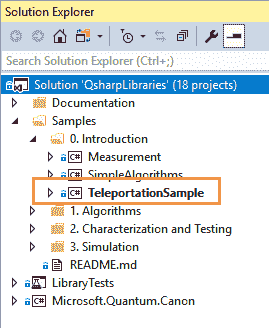 Solution Explorer
Search Solution Explorer (Ctrl+;)
Solution 'QsharpLibraries' (18 projects)
Documentation
Samples
0. Introduction
C# Measurement
C# SimpleAlgorithms
C# TeleportationSample
1. Algorithms
2. Characterization and Testing
3. Simulation
README.md
LibraryTests
C# Microsoft.Quantum.Canon